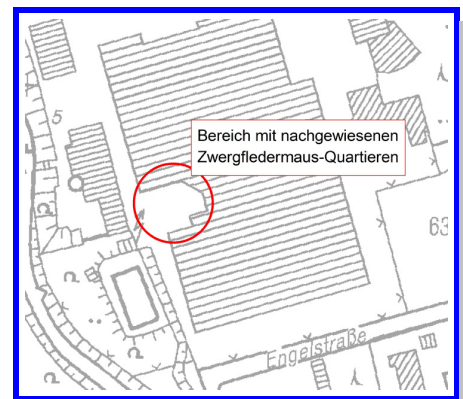 5
Bereich mit nachgewiesenen
Zwergfledermaus-Quartieren
63
Engelstraße